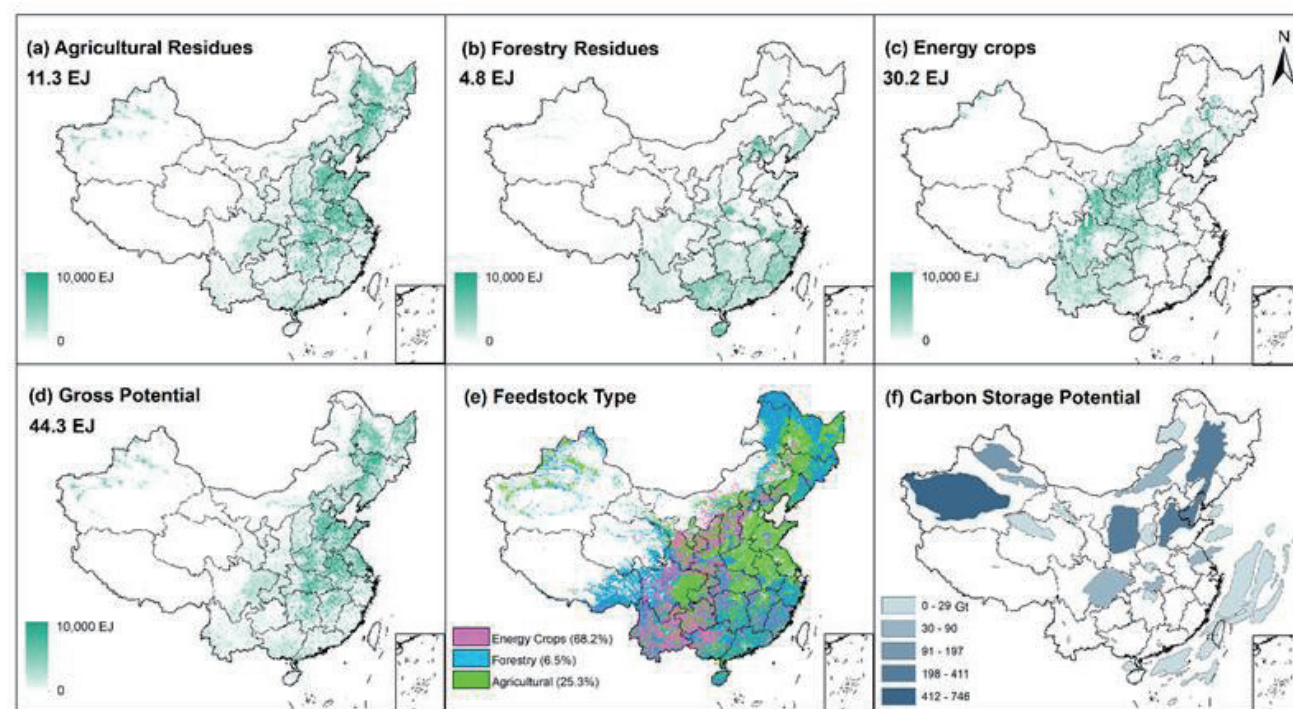 (a) Agricultural Residues
11.3 EJ
10,000 EJ
0
(b) Forestry Residues
4.8 EJ
10,000 EJ
0
(c) Energy crops
30.2 EJ
N
10,000 EJ
0
(d) Gross Potential
44.3 EJ
10,000 EJ
0
(e) Feedstock Type
Energy Crops (68.2%)
Forestry (6.5%)
Agricultural (25.3%)
(f) Carbon Storage Potential
0 - 29 Gt
30 - 90
91 - 197
198 - 411
412 - 746